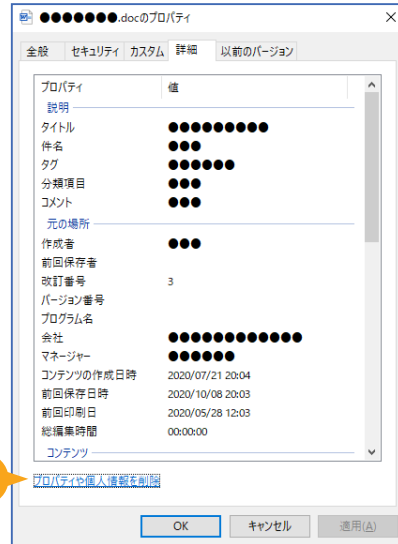 ●●●●●●●.docのプロパティ
全般 セキュリティ カスタム 詳細 以前のバージョン
プロパティ 値
説明
タイトル ●●●●●●●●●
件名 ●●●
タグ ●●●●●●
分類項目 ●●●
コメント ●●●
元の場所
作成者 ●●●
前回保存者
改訂番号 3
バージョン番号
プログラム名
会社 ●●●●●●●●●●●●
マネージャー ●●●●●●
コンテンツの作成日時 2020/07/21 20:04
前回保存日時 2020/10/08 20:03
前回印刷日 2020/05/28 12:03
総編集時間 00:00:00
コンテンツ
プロパティや個人情報を削除
OK キャンセル 適用(A)